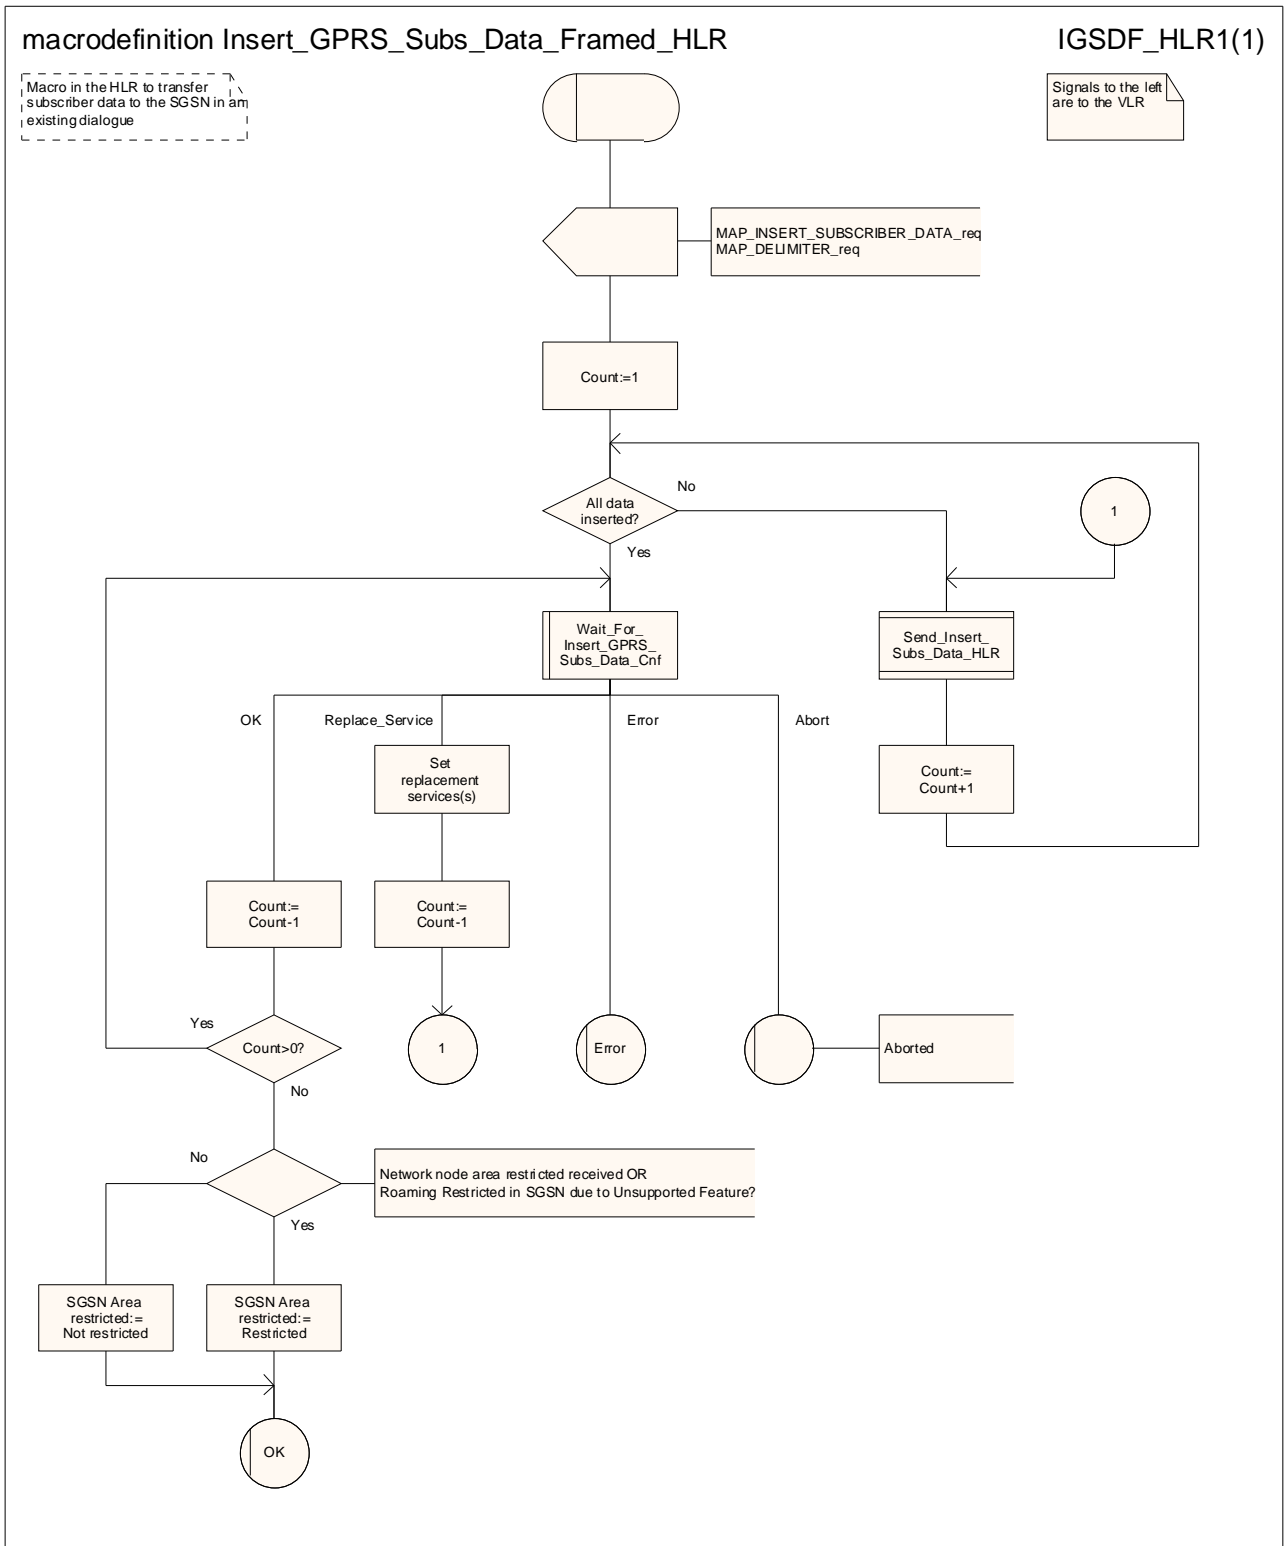 macrodefinition Insert_GPRS_Subs_Data_Framed_HLR
IGSDF_HLR1(1)
Macro in the HLR to transfer
subscriber data to the SGSN in an
existing dialogue
Signals to the left
are to the VLR
MAP_INSERT_SUBSCRIBER_DATA_req
MAP_DELIMITER_req
Count:=1
All data
inserted?
No
Yes
1
Wait_For_
Insert_GPRS_
Subs_Data_Cnf
Send_Insert_
Subs_Data_HLR
OK
Replace_Service
Error
Abort
Set
replacement
services(s)
Count:=
Count+1
Count:=
Count-1
Count:=
Count-1
Yes
Count>0?
No
1
Error
Aborted
No
Network node area restricted received OR
Roaming Restricted in SGSN due to Unsupported Feature?
Yes
SGSN Area
restricted:=
Not restricted
SGSN Area
restricted:=
Restricted
OK